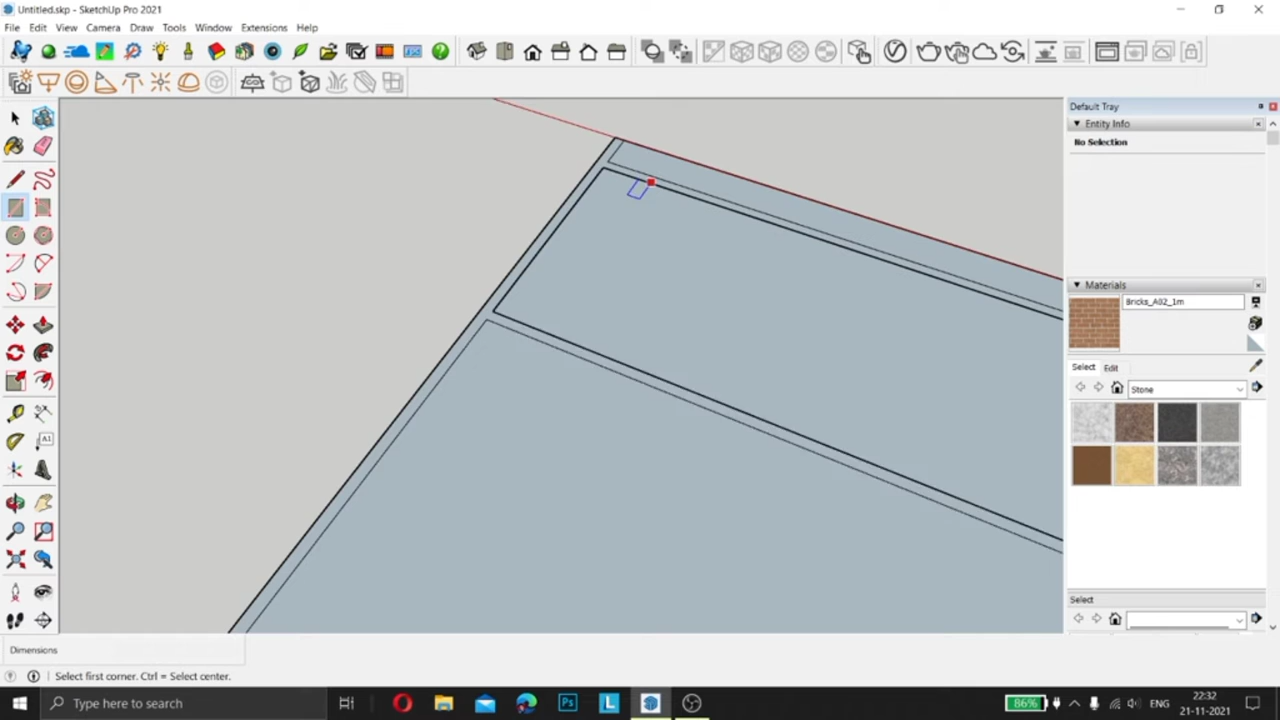 Untitled.skp - SketchUp Pro 2021
File Edit View Camera Draw Tools Window Extensions Help
Default Tray
Entity Info
No Selection
Materials
Bricks_A02_1m
Select Edit
Stone
A1
Select
Dimensions
Select first corner. Ctrl = Select center.
Type here to search
Ps
L
86%
ENG
22:32
21-11-2021